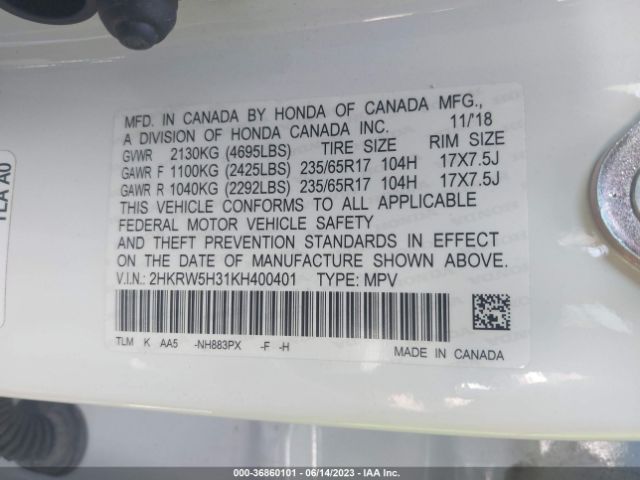 MFD. IN CANADA BY HONDA OF CANADA MFG., 11/'18
A DIVISION OF HONDA CANADA INC.
GVWR 2130KG (4695LBS) TIRE SIZE RIM SIZE
GAWR F 1100KG (2425LBS) 235/65R17 104H 17X7.5J
GAWR R 1040KG (2292LBS) 235/65R17 104H 17X7.5J
THIS VEHICLE CONFORMS TO ALL APPLICABLE
FEDERAL MOTOR VEHICLE SAFETY
AND THEFT PREVENTION STANDARDS IN EFFECT
ON THE DATE OF MANUFACTURE SHOWN ABOVE.
V.I.N.: 2HKRW5H31KH400401 TYPE: MPV
TLM K AA5 -NH883PX -F -H MADE IN CANADA
TLA A0
000-36860101 - 06/14/2023 - IAA Inc.